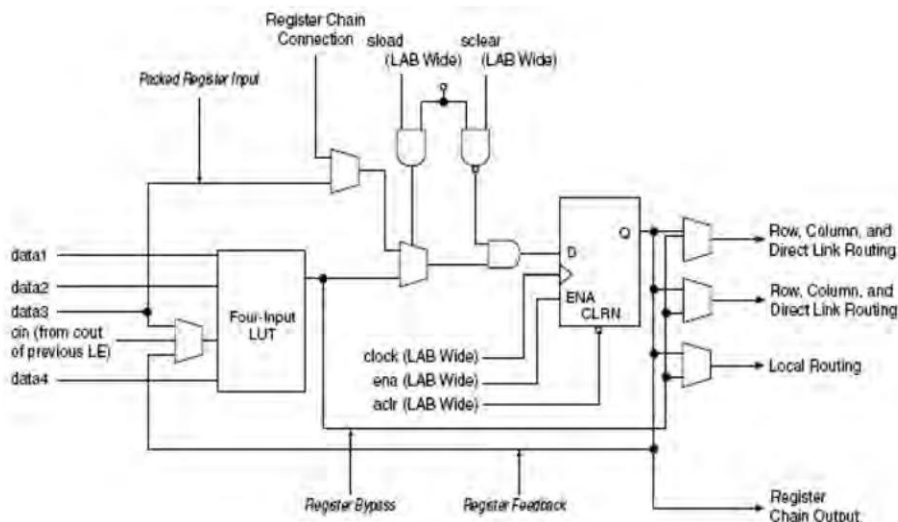 Register Chain
Connection
sload
(LAB Wide)
sclear
(LAB Wide)
Packed Register Input
data1
data2
data3
cin (from cout
of previous LE)
data4
Four-Input
LUT
D
Q
ENA
CLRN
clock (LAB Wide)
ena (LAB Wide)
aclr (LAB Wide)
Row, Column, and
Direct Link Routing
Row, Column, and
Direct Link Routing
Local Routing
Register Bypass
Register Feedback
Register
Chain Output